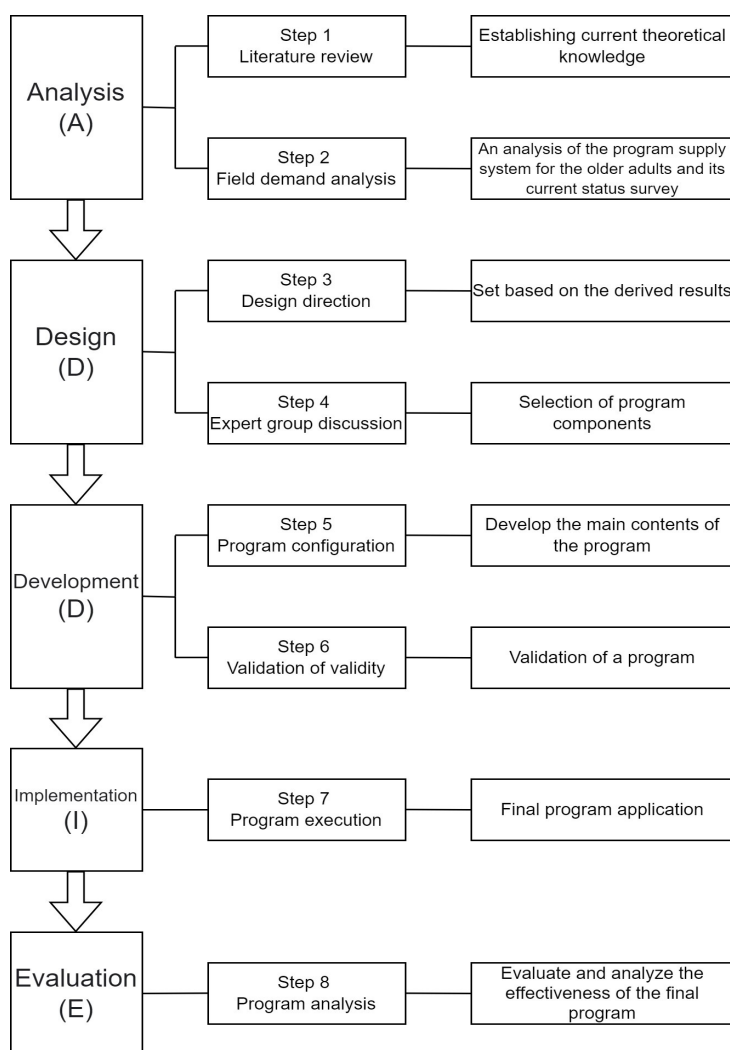 Analysis
(A)
Step 1
Literature review
Establishing current theoretical
knowledge
Step 2
Field demand analysis
An analysis of the program supply
system for the older adults and its
current status survey
Design
(D)
Step 3
Design direction
Set based on the derived results
Step 4
Expert group discussion
Selection of program
components
Development
(D)
Step 5
Program configuration
Develop the main contents of
the program
Step 6
Validation of validity
Validation of a program
Implementation
(I)
Step 7
Program execution
Final program application
Evaluation
(E)
Step 8
Program analysis
Evaluate and analyze the
effectiveness of the final
program